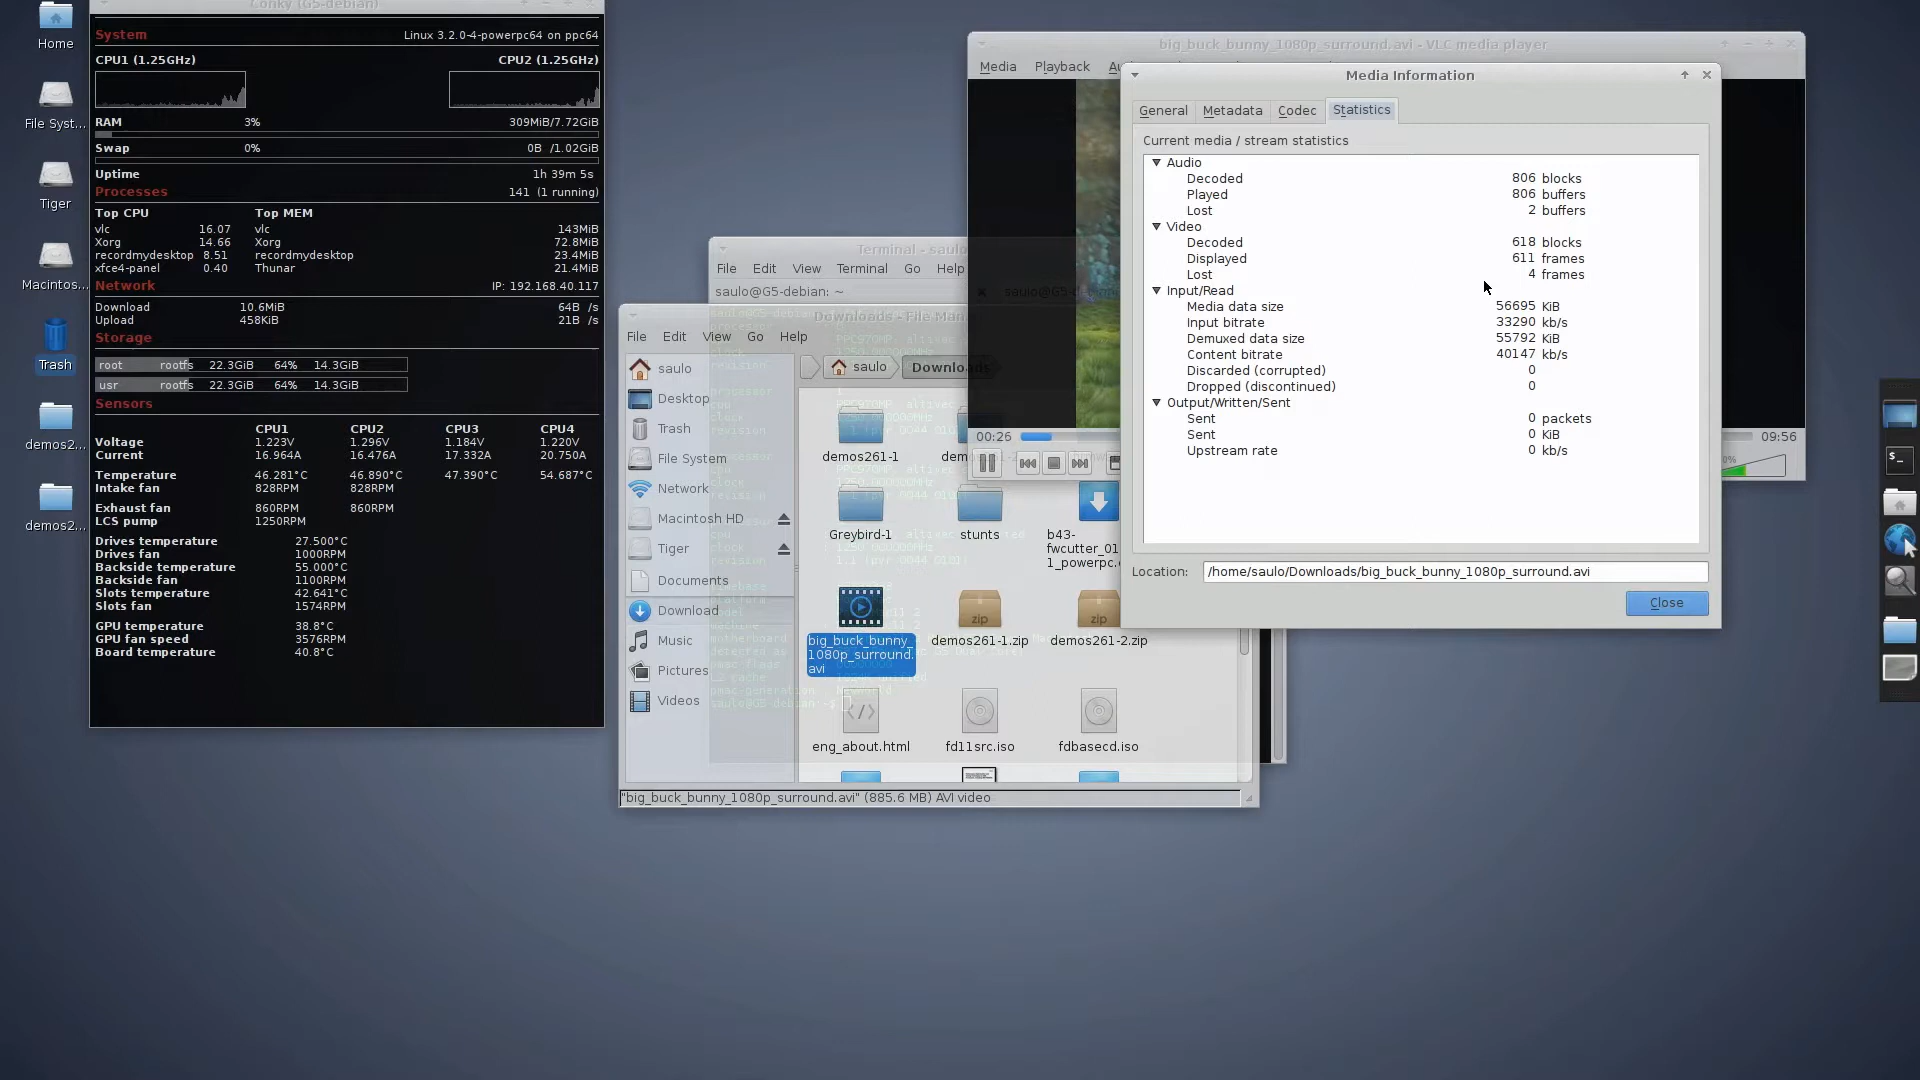 Home
File Syst...
Tiger
Macintos...
Trash
demos2...
demos2...
Conky (G5-debian)
System Linux 3.2.0-4-powerpc64 on ppc64
CPU1 (1.25GHz) CPU2 (1.25GHz)
RAM 3% 309MiB/7.72GiB
Swap 0% 0B /1.02GiB
Uptime 1h 39m 5s
Processes 141 (1 running)
Top CPU Top MEM
vlc 16.07 vlc 143MiB
Xorg 14.66 Xorg 72.8MiB
recordmydesktop 8.51 recordmydesktop 23.4MiB
xfce4-panel 0.40 Thunar 21.4MiB
Network IP: 192.168.40.117
Download 10.6MiB 64B /s
Upload 458KiB 21B /s
Storage
root rootfs 22.3GiB 64% 14.3GiB
usr rootfs 22.3GiB 64% 14.3GiB
Sensors
CPU1 CPU2 CPU3 CPU4
Voltage 1.223V 1.296V 1.184V 1.220V
Current 16.964A 16.476A 17.332A 20.750A
Temperature 46.281°C 46.890°C 47.390°C 54.687°C
Intake fan 828RPM 828RPM
Exhaust fan 860RPM 860RPM
LCS pump 1250RPM
Drives temperature 27.500°C
Drives fan 1000RPM
Backside temperature 55.000°C
Backside fan 1100RPM
Slots temperature 42.641°C
Slots fan 1574RPM
GPU temperature 38.8°C
GPU fan speed 3576RPM
Board temperature 40.8°C
Terminal - saulo
File Edit View Terminal Go Help
saulo@G5-debian: ~
Downloads - File Mana
File Edit View Go Help
saulo
Desktop
Trash
File System
Network
Macintosh HD
Tiger
Documents
Download
Music
Pictures
Videos
saulo Downloads
demos261-1
Greybird-1
stunts
b43-
fwcutter_01
1_powerpc.
big_buck_bunny_
1080p_surround.
avi
demos261-1.zip
demos261-2.zip
eng_about.html
fd11src.iso
fdbasecd.iso
"big_buck_bunny_1080p_surround.avi" (885.6 MB) AVI video
big_buck_bunny_1080p_surround.avi - VLC media player
Media Playback
00:26 09:56
Media Information
General Metadata Codec Statistics
Current media / stream statistics
Audio
Decoded 806 blocks
Played 806 buffers
Lost 2 buffers
Video
Decoded 618 blocks
Displayed 611 frames
Lost 4 frames
Input/Read
Media data size 56695 KiB
Input bitrate 33290 kb/s
Demuxed data size 55792 KiB
Content bitrate 40147 kb/s
Discarded (corrupted) 0
Dropped (discontinued) 0
Output/Written/Sent
Sent 0 packets
Sent 0 KiB
Upstream rate 0 kb/s
Location: /home/saulo/Downloads/big_buck_bunny_1080p_surround.avi
Close